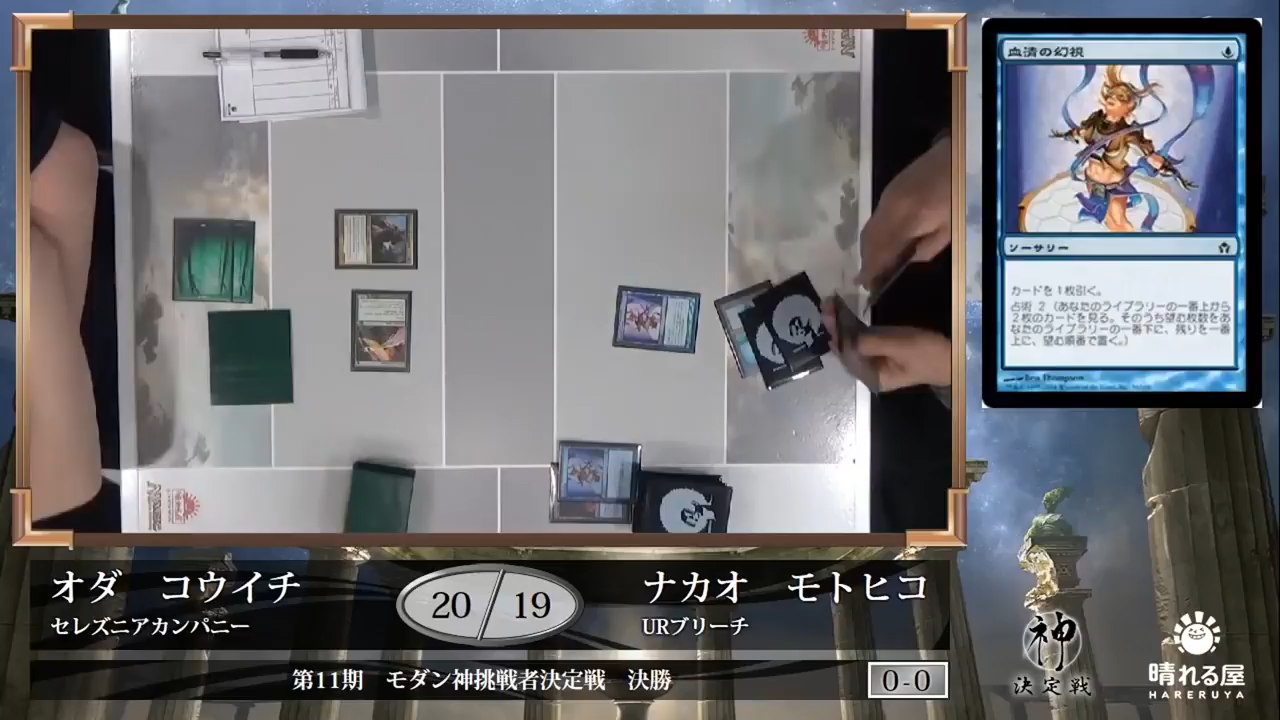 血清の幻視
ソーサリー
カードを1枚引く。
占術 2（あなたのライブラリーの一番上から
2枚のカードを見る。そのうち望む枚数をあ
なたのライブラリーの一番下に、残りを一番
上に、望む順番で置く。）
オダ コウイチ
セレズニアカンパニー
20/19
ナカオ モトヒコ
URブリーチ
第11期 モダン神挑戦者決定戦 決勝
0-0
神
決定戦
晴れる屋
HARERUYA